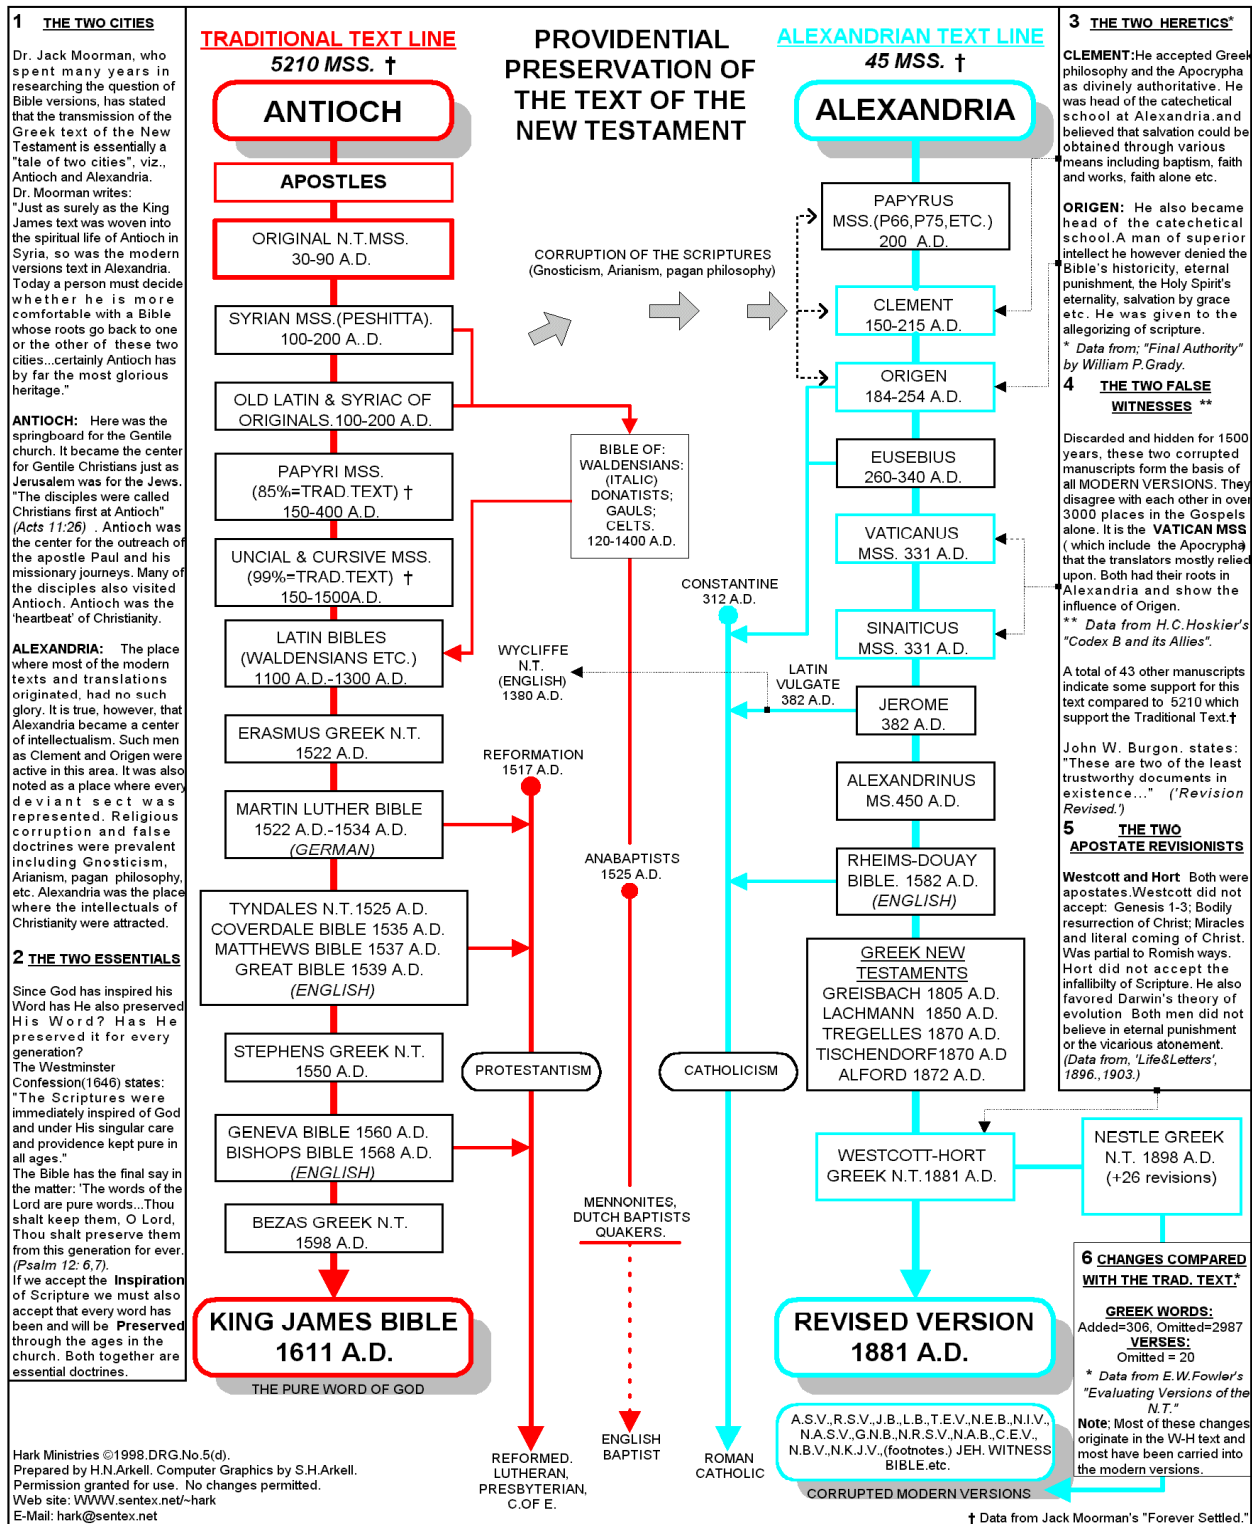 1 THE TWO CITIES
Dr. Jack Moorman, who
spent many years in
researching the question of
Bible versions, has stated
that the transmission of the
Greek text of the New
Testament is essentially a
"tale of two cities", viz.,
Antioch and Alexandria.
Dr. Moorman writes:
"Just as surely as the King
James text was woven into
the spiritual life of Antioch in
Syria, so was the modern
versions text in Alexandria.
Today a person must decide
whether he is more
comfortable with a Bible
whose roots go back to one
or the other of these two
cities...certainly Antioch has
by far the most glorious
heritage."
ANTIOCH: Here was the
springboard for the Gentile
church. It became the center
for Gentile Christians just as
Jerusalem was for the Jews.
"The disciples were called
Christians first at Antioch"
(Acts 11:26) . Antioch was
the center for the outreach of
the apostle Paul and his
missionary journeys. Many of
the disciples also visited
Antioch. Antioch was the
'heartbeat' of Christianity.
ALEXANDRIA: The place
where most of the modern
texts and translations
originated, had no such
glory. It is true, however, that
Alexandria became a center
of intellectualism. Such men
as Clement and Origen were
active in this area. It was also
noted as a place where every
deviant sect was
represented. Religious
corruption and false
doctrines were prevalent
including Gnosticism,
Arianism, pagan philosophy,
etc. Alexandria was the place
where the intellectuals of
Christianity were attracted.
2 THE TWO ESSENTIALS
Since God has inspired his
Word has He also preserved
His Word? Has He
preserved it for every
generation?
The Westminster
Confession(1646) states:
"The Scriptures were
immediately inspired of God
and under His singular care
and providence kept pure in
all ages."
The Bible has the final say in
the matter: 'The words of the
Lord are pure words...Thou
shalt keep them, O Lord,
Thou shalt preserve them
from this generation for ever.
(Psalm 12: 6,7).
If we accept the Inspiration
of Scripture we must also
accept that every word has
been and will be Preserved
through the ages in the
church. Both together are
essential doctrines.
Hark Ministries ©1998.DRG.No.5(d).
Prepared by H.N.Arkell. Computer Graphics by S.H.Arkell.
Permission granted for use. No changes permitted.
Web site: WWW.sentex.net/~hark
E-Mail: hark@sentex.net
PROVIDENTIAL
PRESERVATION OF
THE TEXT OF THE
NEW TESTAMENT
TRADITIONAL TEXT LINE
5210 MSS. †
ANTIOCH
APOSTLES
ORIGINAL N.T.MSS.
30-90 A.D.
SYRIAN MSS.(PESHITTA).
100-200 A..D.
OLD LATIN & SYRIAC OF
ORIGINALS.100-200 A.D.
PAPYRI MSS.
(85%=TRAD.TEXT) †
150-400 A.D.
UNCIAL & CURSIVE MSS.
(99%=TRAD.TEXT) †
150-1500A.D.
LATIN BIBLES
(WALDENSIANS ETC.)
1100 A.D.-1300 A.D.
ERASMUS GREEK N.T.
1522 A.D.
MARTIN LUTHER BIBLE
1522 A.D.-1534 A.D.
(GERMAN)
TYNDALES N.T.1525 A.D.
COVERDALE BIBLE 1535 A.D.
MATTHEWS BIBLE 1537 A.D.
GREAT BIBLE 1539 A.D.
(ENGLISH)
STEPHENS GREEK N.T.
1550 A.D.
GENEVA BIBLE 1560 A.D.
BISHOPS BIBLE 1568 A.D.
(ENGLISH)
BEZAS GREEK N.T.
1598 A.D.
KING JAMES BIBLE
1611 A.D.
THE PURE WORD OF GOD
CORRUPTION OF THE SCRIPTURES
(Gnosticism, Arianism, pagan philosophy)
BIBLE OF:
WALDENSIANS:
(ITALIC)
DONATISTS;
GAULS;
CELTS.
120-1400 A.D.
CONSTANTINE
312 A.D.
WYCLIFFE
N.T.
(ENGLISH)
1380 A.D.
LATIN
VULGATE
382 A.D.
REFORMATION
1517 A.D.
ANABAPTISTS
1525 A.D.
PROTESTANTISM
CATHOLICISM
MENNONITES,
DUTCH BAPTISTS
QUAKERS.
REFORMED.
LUTHERAN,
PRESBYTERIAN,
C.OF E.
ENGLISH
BAPTIST
ROMAN
CATHOLIC
ALEXANDRIAN TEXT LINE
45 MSS. †
ALEXANDRIA
PAPYRUS
MSS.(P66,P75,ETC.)
200 A.D.
CLEMENT
150-215 A.D.
ORIGEN
184-254 A.D.
EUSEBIUS
260-340 A.D.
VATICANUS
MSS. 331 A.D.
SINAITICUS
MSS. 331 A.D.
JEROME
382 A.D.
ALEXANDRINUS
MS.450 A.D.
RHEIMS-DOUAY
BIBLE. 1582 A.D.
(ENGLISH)
GREEK NEW
TESTAMENTS
GREISBACH 1805 A.D.
LACHMANN 1850 A.D.
TREGELLES 1870 A.D.
TISCHENDORF1870 A.D
ALFORD 1872 A.D.
WESTCOTT-HORT
GREEK N.T.1881 A.D.
NESTLE GREEK
N.T. 1898 A.D.
(+26 revisions)
REVISED VERSION
1881 A.D.
A.S.V.,R.S.V.,J.B.,L.B.,T.E.V.,N.E.B.,N.I.V.,
N.A.S.V.,G.N.B.,N.R.S.V.,N.A.B.,C.E.V.,
N.B.V.,N.K.J.V.,(footnotes.) JEH. WITNESS
BIBLE.etc.
CORRUPTED MODERN VERSIONS
3 THE TWO HERETICS*
CLEMENT:He accepted Greek
philosophy and the Apocrypha
as divinely authoritative. He
was head of the catechetical
school at Alexandria.and
believed that salvation could be
obtained through various
means including baptism, faith
and works, faith alone etc.
ORIGEN: He also became
head of the catechetical
school.A man of superior
intellect he however denied the
Bible's historicity, eternal
punishment, the Holy Spirit's
eternality, salvation by grace
etc. He was given to the
allegorizing of scripture.
* Data from; "Final Authority"
by William P.Grady.
4 THE TWO FALSE
WITNESSES **
Discarded and hidden for 1500
years, these two corrupted
manuscripts form the basis of
all MODERN VERSIONS. They
disagree with each other in over
3000 places in the Gospels
alone. It is the VATICAN MSS
( which include the Apocrypha)
that the translators mostly relied
upon. Both had their roots in
Alexandria and show the
influence of Origen.
** Data from H.C.Hoskier's
"Codex B and its Allies".
A total of 43 other manuscripts
indicate some support for this
text compared to 5210 which
support the Traditional Text.†
John W. Burgon. states:
"These are two of the least
trustworthy documents in
existence..." ('Revision
Revised.')
5 THE TWO
APOSTATE REVISIONISTS
Westcott and Hort Both were
apostates.Westcott did not
accept: Genesis 1-3; Bodily
resurrection of Christ; Miracles
and literal coming of Christ.
Was partial to Romish ways.
Hort did not accept the
infallibilty of Scripture. He also
favored Darwin's theory of
evolution Both men did not
believe in eternal punishment
or the vicarious atonement.
(Data from, 'Life&Letters',
1896.,1903.)
6 CHANGES COMPARED
WITH THE TRAD. TEXT.*
GREEK WORDS:
Added=306, Omitted=2987
VERSES:
Omitted = 20
* Data from E.W.Fowler's
"Evaluating Versions of the
N.T."
Note; Most of these changes
originate in the W-H text and
most have been carried into
the modern versions.
† Data from Jack Moorman's "Forever Settled."